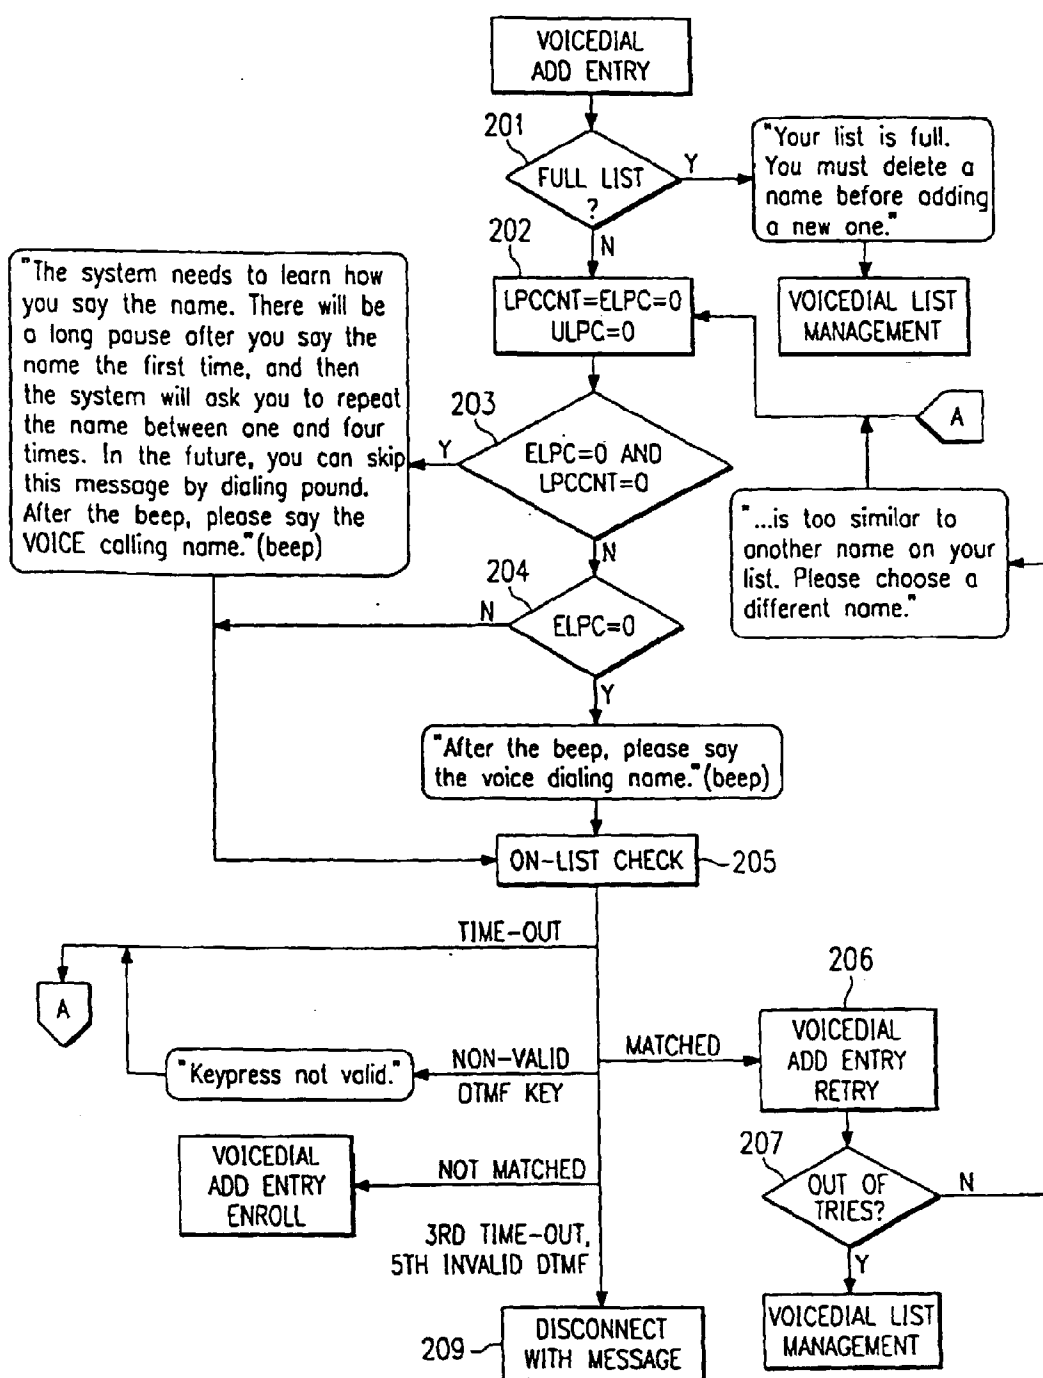 VOICEDIAL
ADD ENTRY
201
FULL LIST
?
Y
"Your list is full.
You must delete a
name before adding
a new one."
N
202
LPCCNT=ELPC=0
ULPC=0
VOICEDIAL LIST
MANAGEMENT
"The system needs to learn how
you say the name. There will be
a long pause after you say the
name the first time, and then
the system will ask you to repeat
the name between one and four
times. In the future, you can skip
this message by dialing pound.
After the beep, please say the
VOICE calling name." (beep)
A
203
Y
ELPC=0 AND
LPCCNT=0
N
"...is too similar to
another name on your
list. Please choose a
different name."
204
N
ELPC=0
Y
"After the beep, please say
the voice dialing name." (beep)
ON-LIST CHECK
205
TIME-OUT
A
206
MATCHED
VOICEDIAL
ADD ENTRY
RETRY
"Keypress not valid."
NON-VALID
DTMF KEY
207
OUT OF
TRIES?
N
Y
VOICEDIAL
ADD ENTRY
ENROLL
NOT MATCHED
3RD TIME-OUT,
5TH INVALID DTMF
VOICEDIAL LIST
MANAGEMENT
209
DISCONNECT
WITH MESSAGE